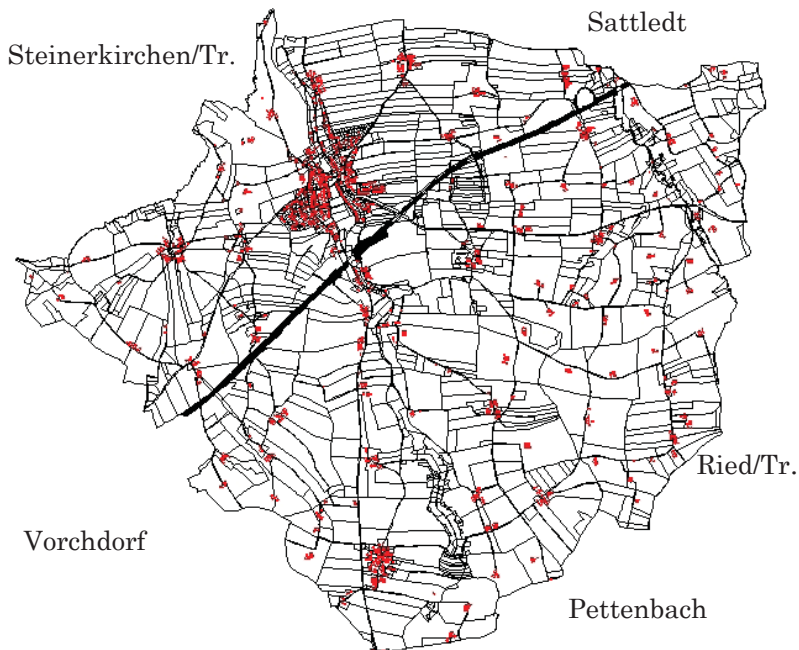 Sattledt
Steinerkirchen/Tr.
Ried/Tr.
Vorchdorf
Pettenbach